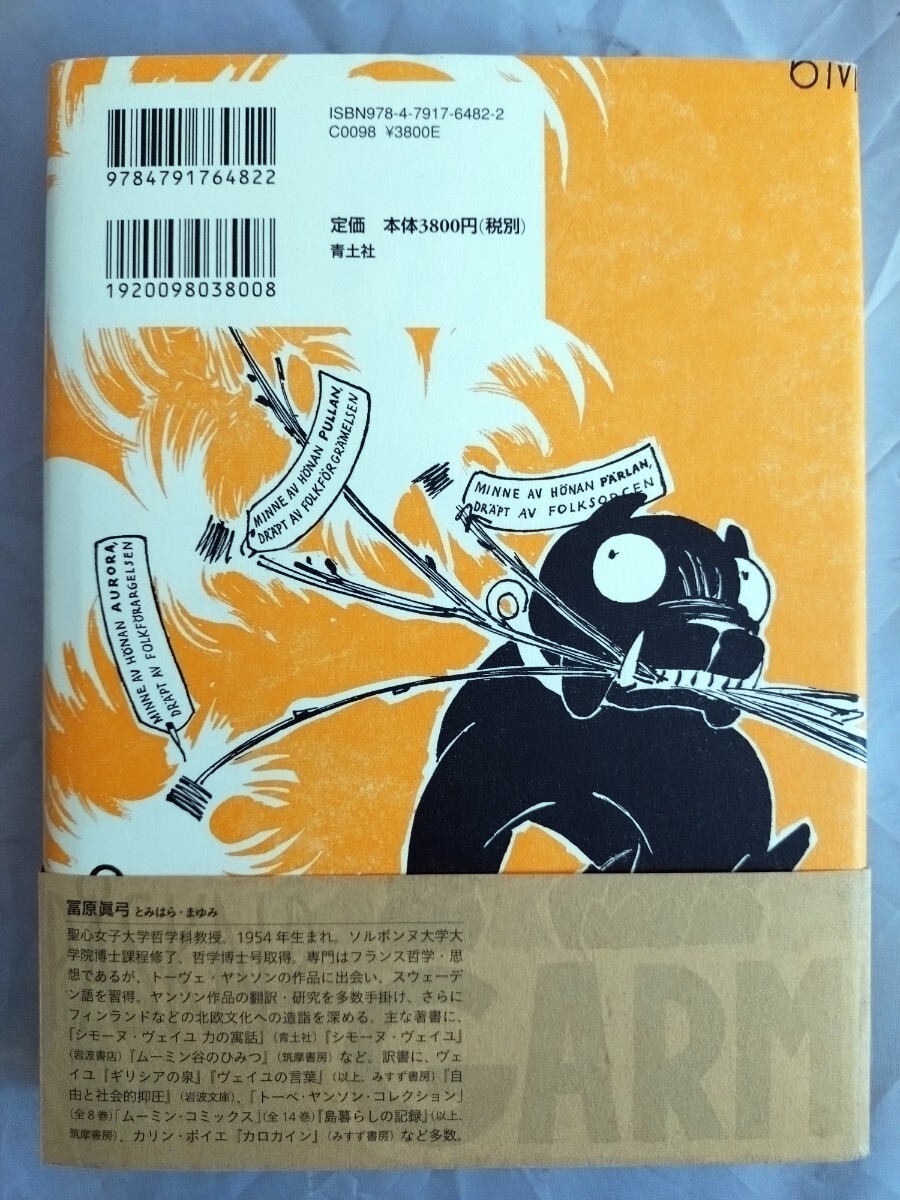 6M
ISBN978-4-7917-6482-2
C0098 ¥3800E
9784791764822
定価 本体3800円(税別)
青土社
1920098038008
MINNE AV HÖNAN PULLAN,
DRÄPT AV FOLKFÖRGRÄMELSEN
MINNE AV HÖNAN PÄRLAN,
DRÄPT AV FOLKSORGEN
MINNE AV HÖNAN AURORA,
DRÄPT AV FOLKFÖRARGELSEN
冨原眞弓 とみはら・まゆみ
聖心女子大学哲学科教授。1954年生まれ。ソルボンヌ大学大
学院博士課程修了、哲学博士号取得。専門はフランス哲学・思
想であるが、トーヴェ・ヤンソンの作品に出会い、スウェーデ
ン語を習得。ヤンソン作品の翻訳・研究を多数手掛け、さらに
フィンランドなどの北欧文化への造詣を深める。主な著書に、
『シモーヌ・ヴェイユ 力の寓話』(青土社)『シモーヌ・ヴェイユ』
(岩波書店)『ムーミン谷のひみつ』(筑摩書房)など。訳書に、ヴェ
イユ『ギリシアの泉』『ヴェイユの言葉』(以上、みすず書房)『自
由と社会的抑圧』(岩波文庫)、「トーベ・ヤンソン・コレクション」
(全8巻)「ムーミン・コミックス」(全14巻)『島暮らしの記録』(以上、
筑摩書房)、カリン・ボイエ『カロカイン』(みすず書房)など多数。
GARM